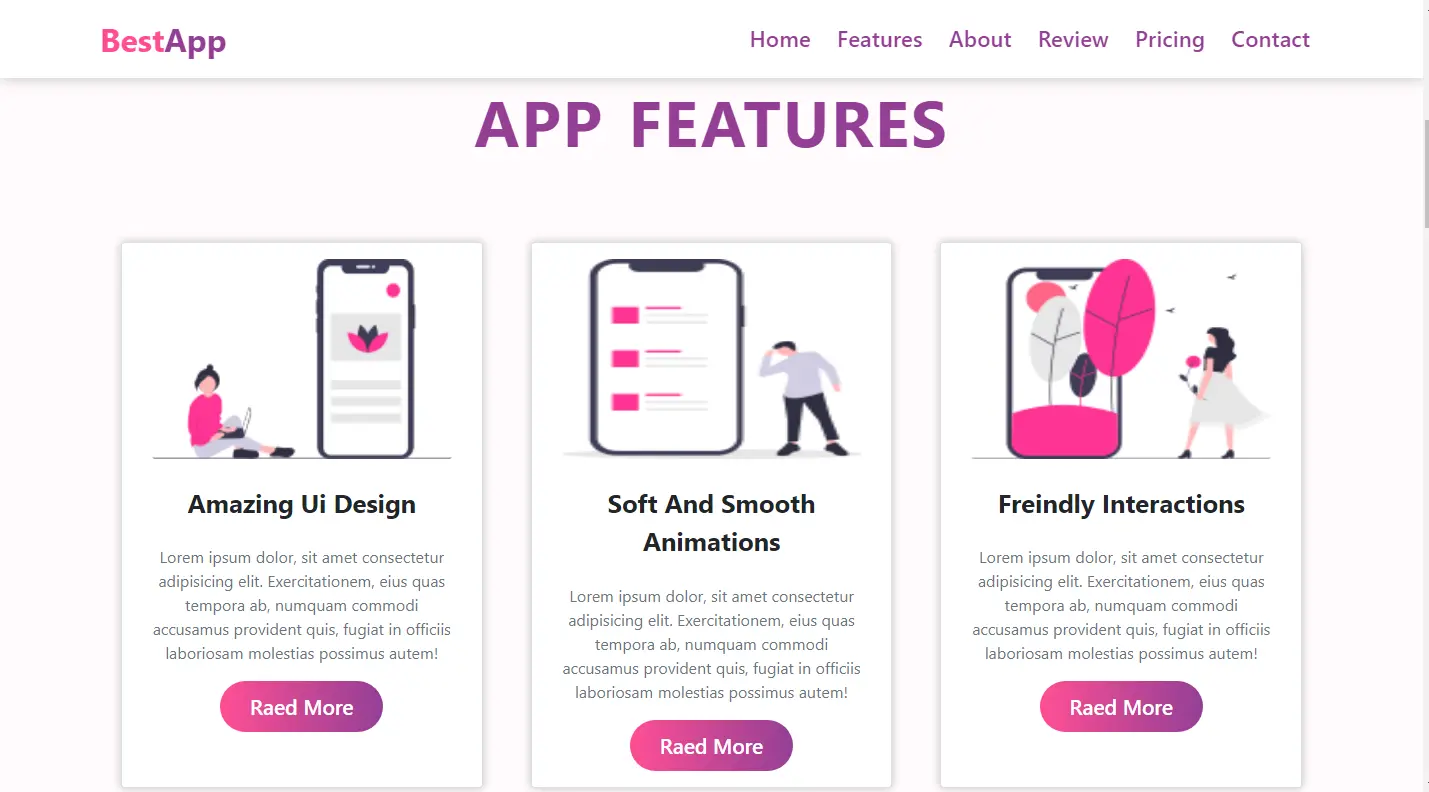 BestApp
Home Features About Review Pricing Contact
APP FEATURES
Amazing Ui Design
Lorem ipsum dolor, sit amet consectetur
adipisicing elit. Exercitationem, eius quas
tempora ab, numquam commodi
accusamus provident quis, fugiat in officiis
laboriosam molestias possimus autem!
Raed More
Soft And Smooth
Animations
Lorem ipsum dolor, sit amet consectetur
adipisicing elit. Exercitationem, eius quas
tempora ab, numquam commodi
accusamus provident quis, fugiat in officiis
laboriosam molestias possimus autem!
Raed More
Freindly Interactions
Lorem ipsum dolor, sit amet consectetur
adipisicing elit. Exercitationem, eius quas
tempora ab, numquam commodi
accusamus provident quis, fugiat in officiis
laboriosam molestias possimus autem!
Raed More